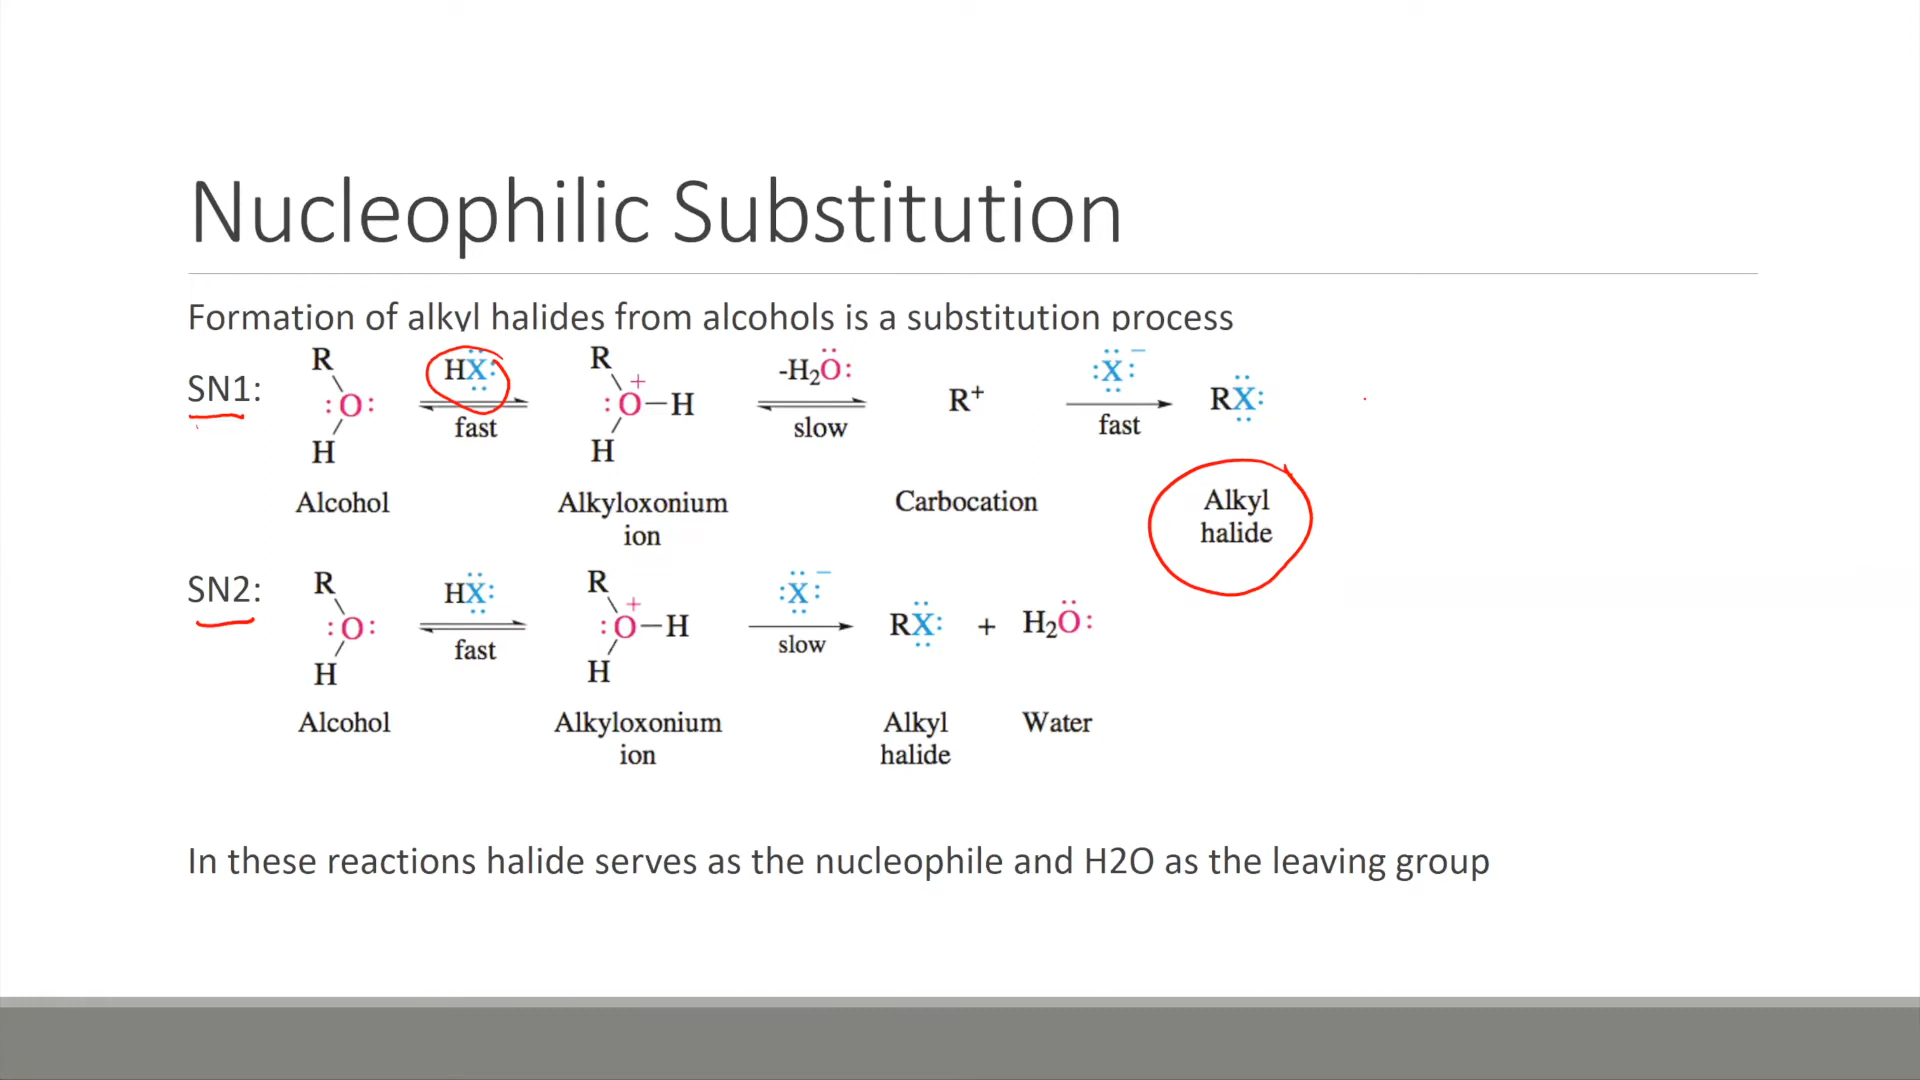 Nucleophilic Substitution
Formation of alkyl halides from alcohols is a substitution process
SN1:
R
:O:
H
HX:
fast
R
:O+—H
H
-H2O:
slow
R+
:X:−
fast
RX:
Alcohol
Alkyloxonium
ion
Carbocation
Alkyl
halide
SN2:
R
:O:
H
HX:
fast
R
:O+—H
H
:X:−
slow
RX: + H2O:
Alcohol
Alkyloxonium
ion
Alkyl
halide
Water
In these reactions halide serves as the nucleophile and H2O as the leaving group